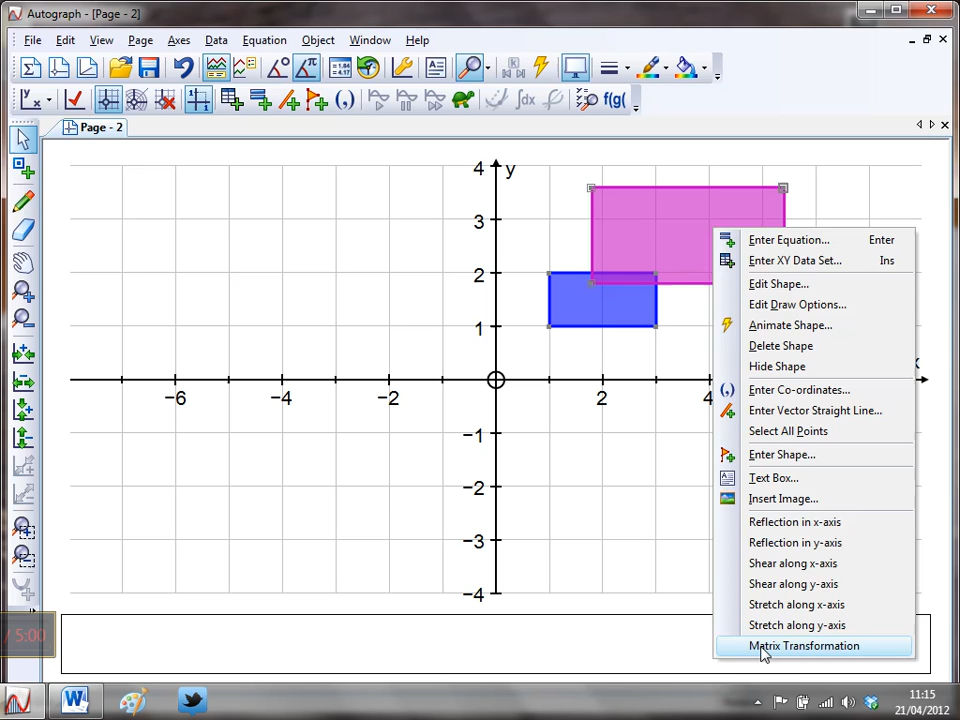 Autograph - [Page - 2]
File Edit View Page Axes Data Equation Object Window Help
Page - 2
4 y
3
2
1
x
−6 −4 −2 2 4
−1
−2
−3
−4
Enter Equation... Enter
Enter XY Data Set... Ins
Edit Shape...
Edit Draw Options...
Animate Shape...
Delete Shape
Hide Shape
Enter Co-ordinates...
Enter Vector Straight Line...
Select All Points
Enter Shape...
Text Box...
Insert Image...
Reflection in x-axis
Reflection in y-axis
Shear along x-axis
Shear along y-axis
Stretch along x-axis
Stretch along y-axis
Matrix Transformation
/ 5:00
11:15
21/04/2012